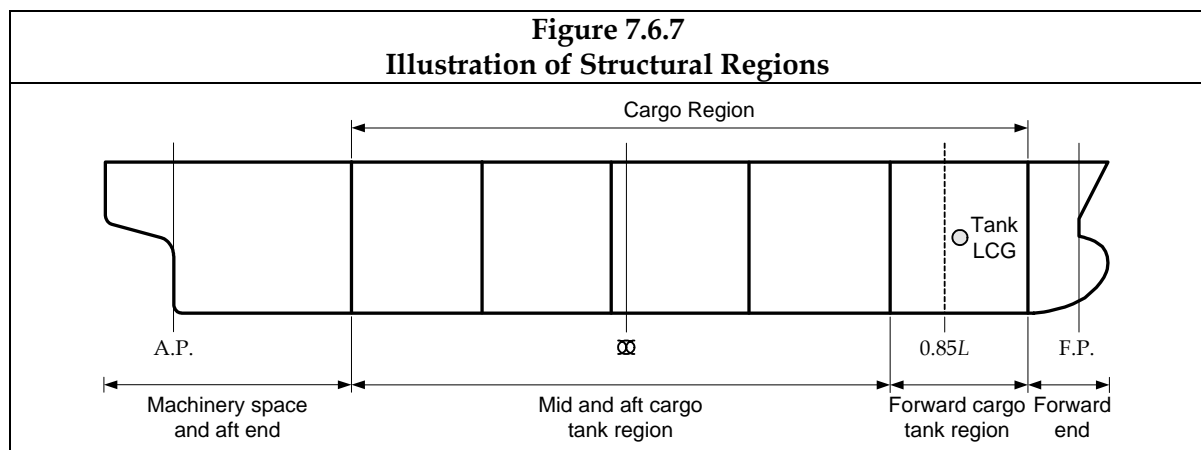 Figure 7.6.7
Illustration of Structural Regions
Cargo Region
Tank
LCG
A.P.
0.85L
F.P.
Machinery space
and aft end
Mid and aft cargo
tank region
Forward cargo
tank region
Forward
end